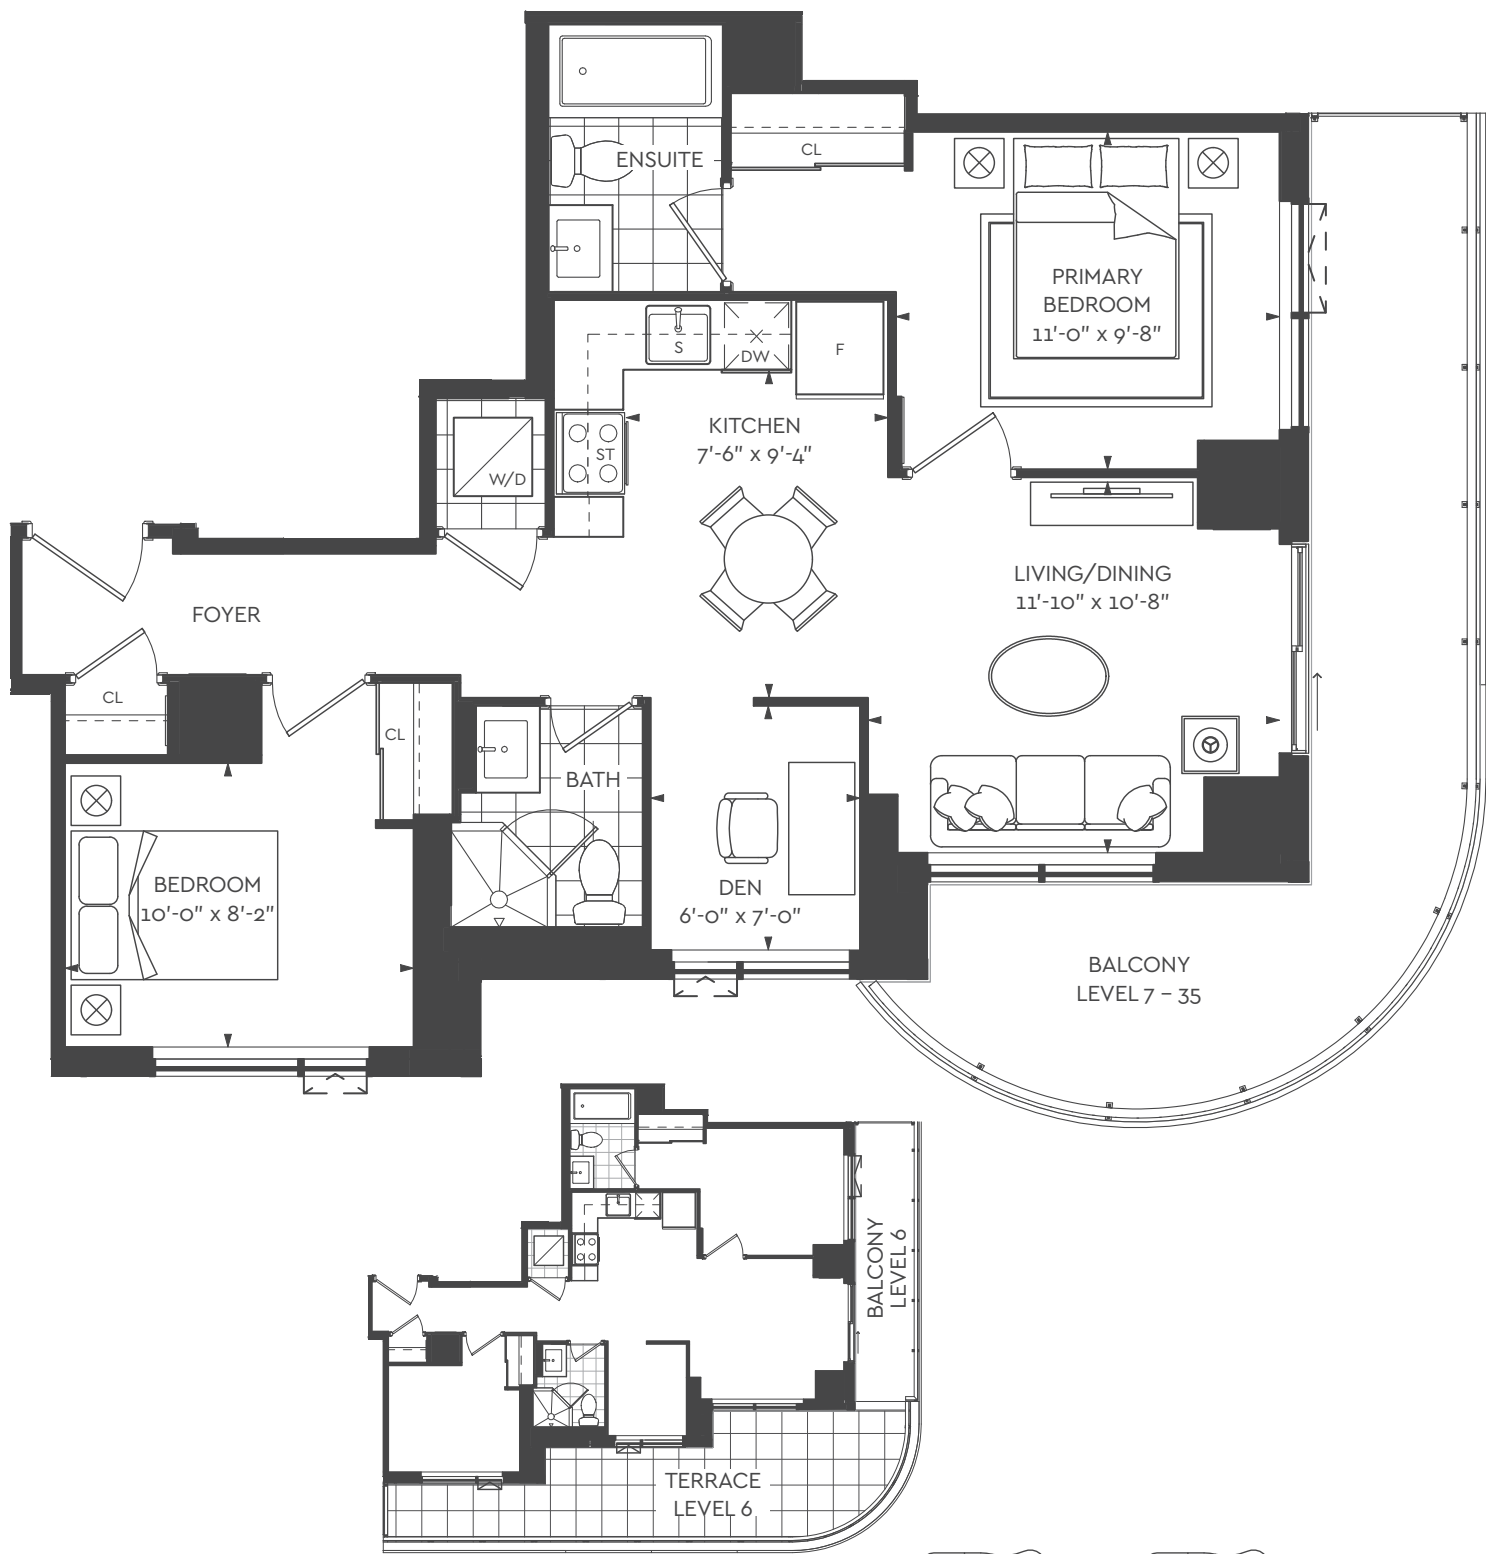 ENSUITE
CL
PRIMARY
BEDROOM
11'-0" x 9'-8"
S
DW
F
KITCHEN
7'-6" x 9'-4"
ST
W/D
LIVING/DINING
11'-10" x 10'-8"
FOYER
CL
CL
BATH
BEDROOM
10'-0" x 8'-2"
DEN
6'-0" x 7'-0"
BALCONY
LEVEL 7 – 35
BALCONY
LEVEL 6
TERRACE
LEVEL 6